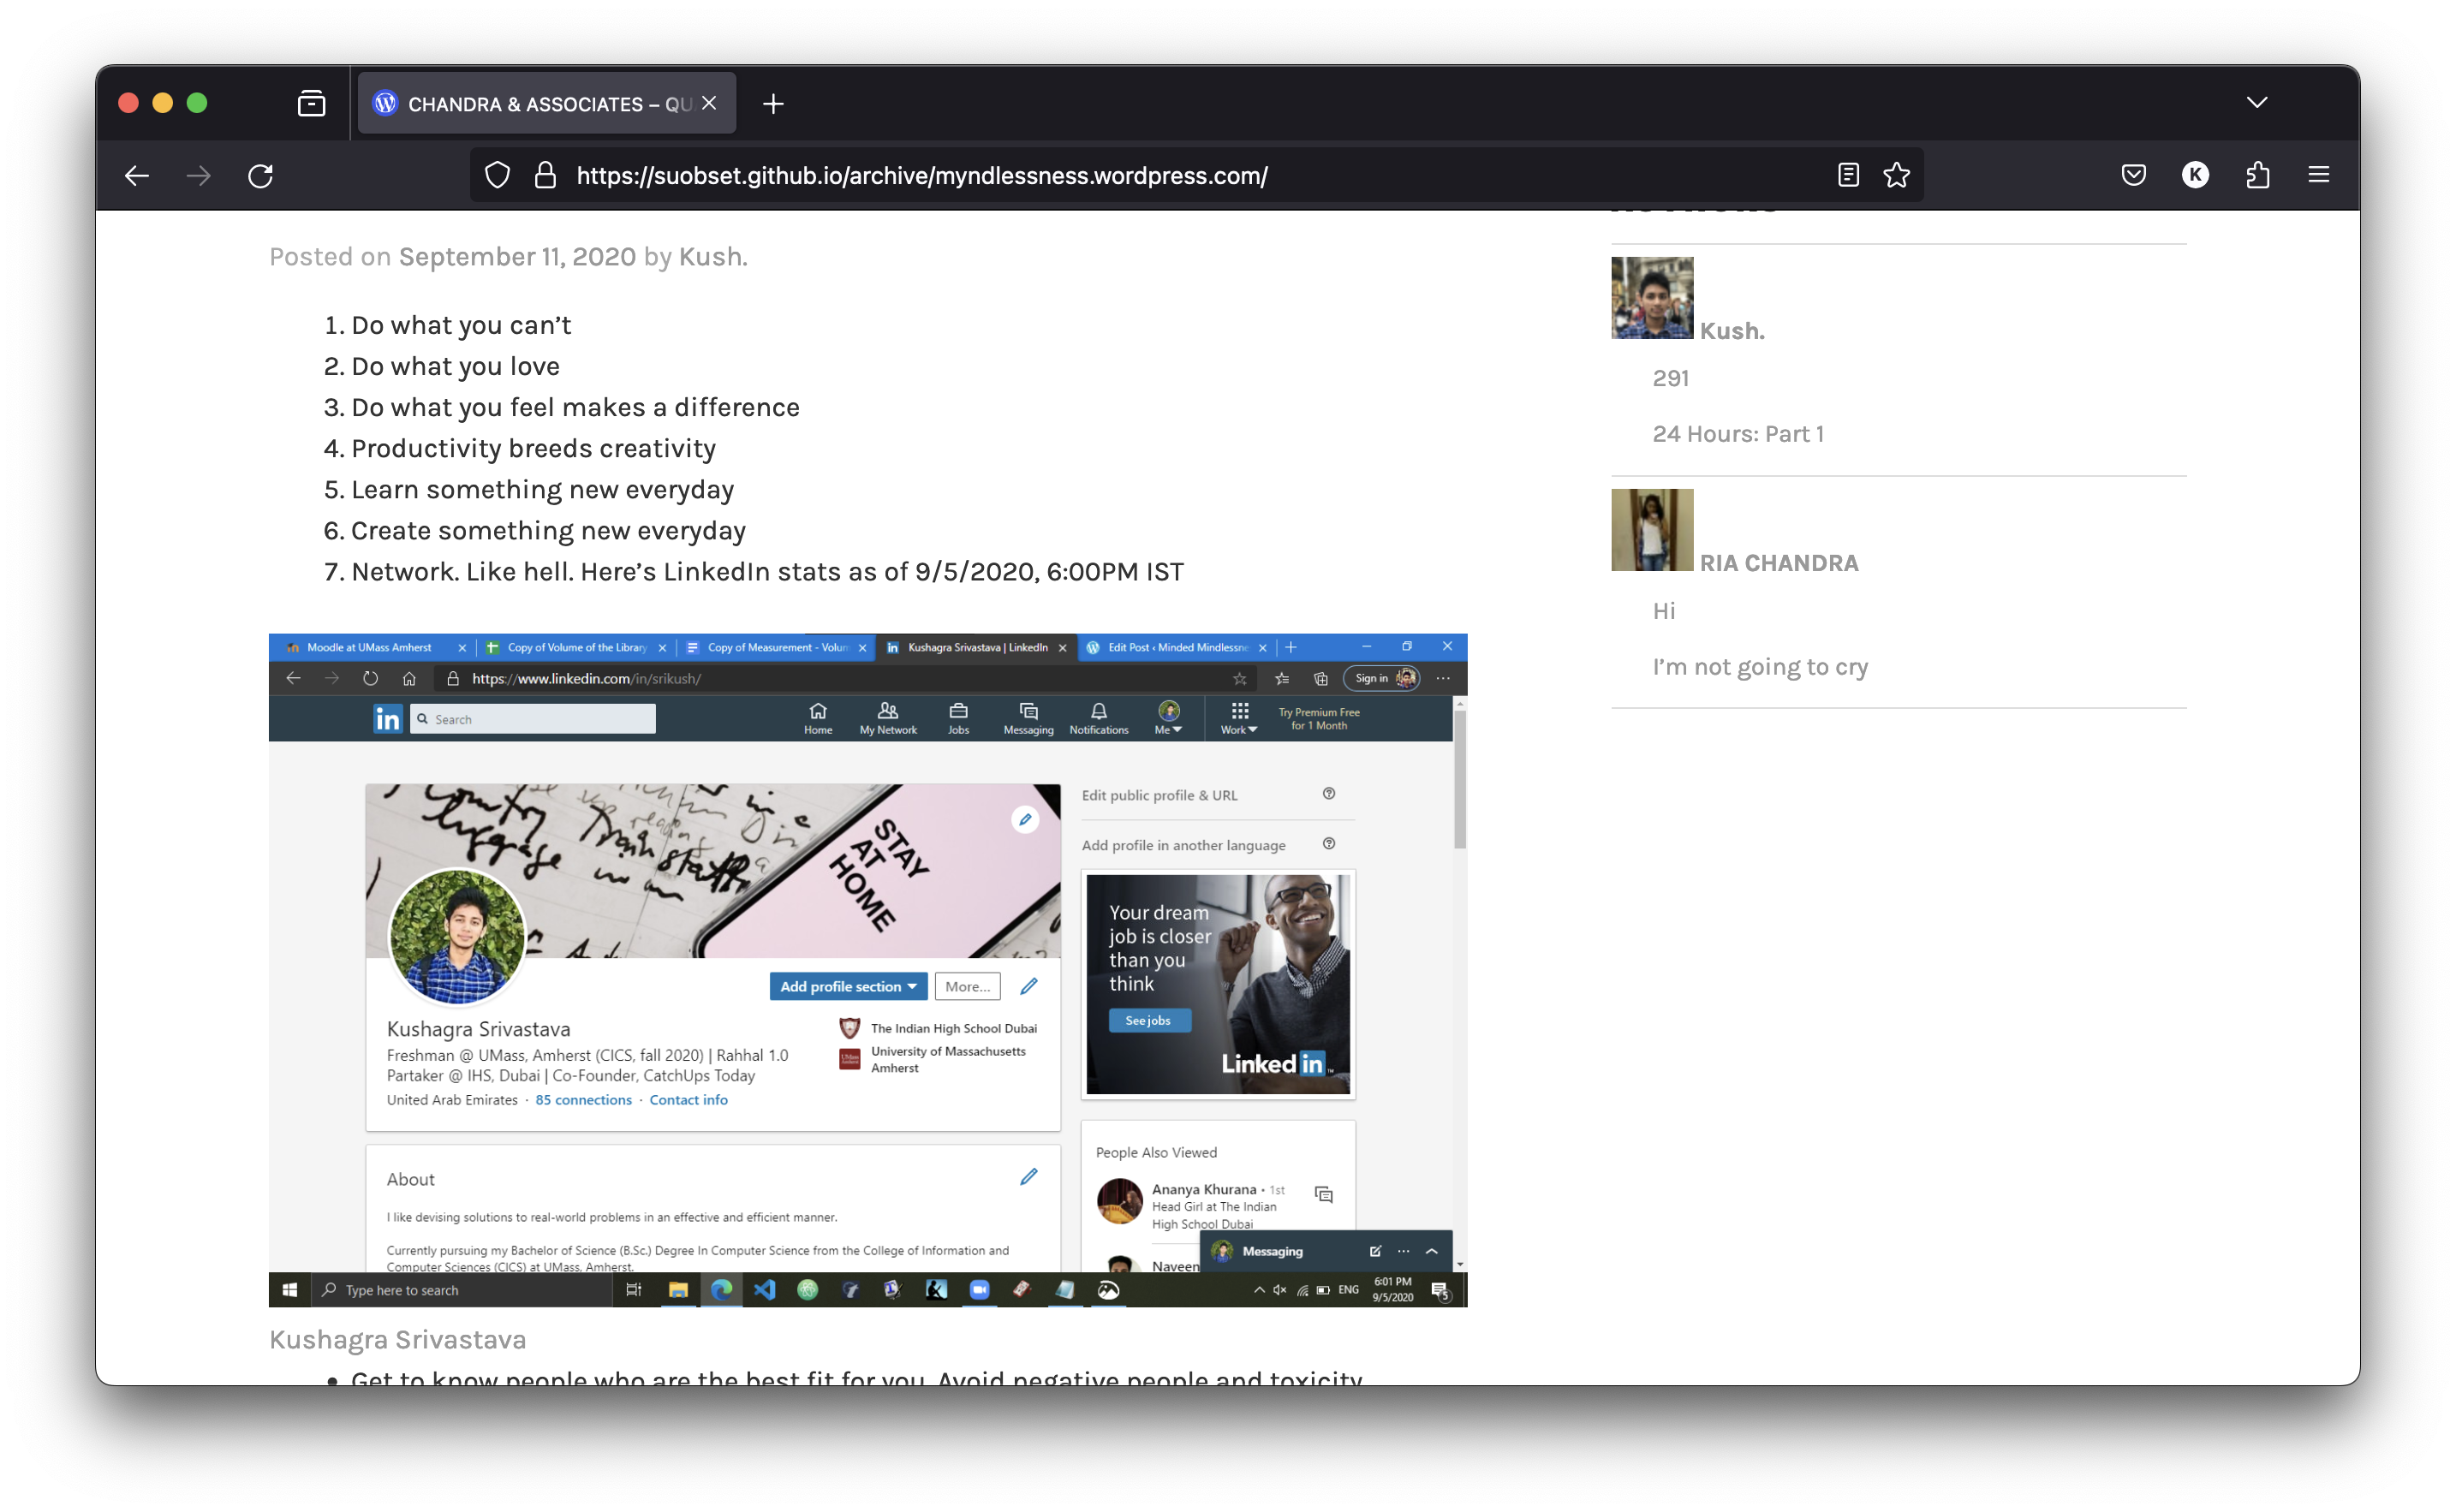 CHANDRA & ASSOCIATES – QU
https://suobset.github.io/archive/myndlessness.wordpress.com/
K
Posted on September 11, 2020 by Kush.
1. Do what you can’t
2. Do what you love
3. Do what you feel makes a difference
4. Productivity breeds creativity
5. Learn something new everyday
6. Create something new everyday
7. Network. Like hell. Here’s LinkedIn stats as of 9/5/2020, 6:00PM IST
Kush.
291
24 Hours: Part 1
RIA CHANDRA
Hi
I’m not going to cry
Moodle at UMass Amherst
Copy of Volume of the Library
Copy of Measurement - Volun
Kushagra Srivastava | LinkedIn
Edit Post ‹ Minded Mindlessne
https://www.linkedin.com/in/srikush/
Sign in
in
Search
Home
My Network
Jobs
Messaging
Notifications
Me
Work
Try Premium Free
for 1 Month
STAY
AT
HOME
Add profile section
More...
Kushagra Srivastava
Freshman @ UMass, Amherst (CICS, fall 2020) | Rahhal 1.0
Partaker @ IHS, Dubai | Co-Founder, CatchUps Today
United Arab Emirates · 85 connections · Contact info
The Indian High School Dubai
University of Massachusetts
Amherst
About
I like devising solutions to real-world problems in an effective and efficient manner.
Currently pursuing my Bachelor of Science (B.Sc.) Degree In Computer Science from the College of Information and
Computer Sciences (CICS) at UMass, Amherst.
Edit public profile & URL
Add profile in another language
Your dream
job is closer
than you
think
See jobs
Linked in
People Also Viewed
Ananya Khurana • 1st
Head Girl at The Indian
High School Dubai
Naveen
Messaging
Type here to search
ENG
6:01 PM
9/5/2020
5
Kushagra Srivastava
• Get to know people who are the best fit for you. Avoid negative people and toxicity